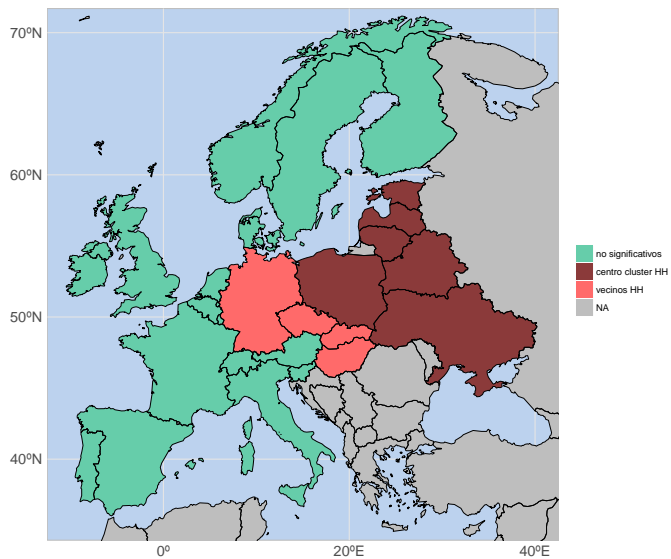 70ºN
60ºN
50ºN
40ºN
0º
20ºE
40ºE
no significativos
centro cluster HH
vecinos HH
NA